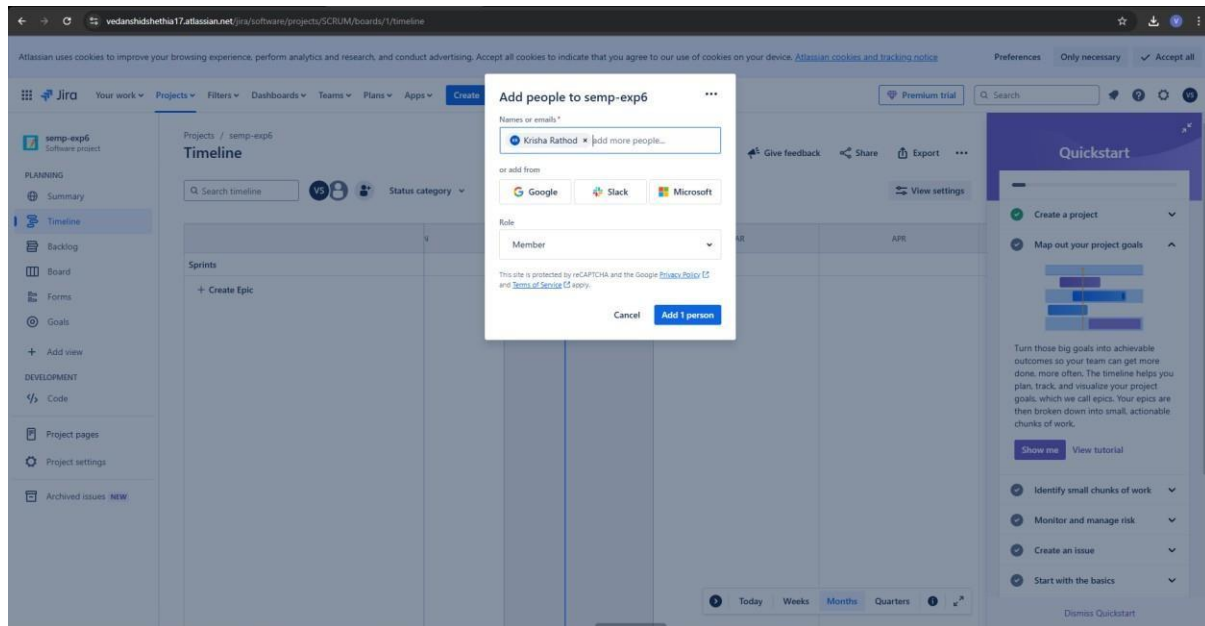 vedanshidshethia17.atlassian.net/jira/software/projects/SCRUM/boards/1/timeline
Atlassian uses cookies to improve your browsing experience, perform analytics and research, and conduct advertising. Accept all cookies to indicate that you agree to our use of cookies on your device. Atlassian cookies and tracking notice
Preferences Only necessary Accept all
Jira Your work Projects Filters Dashboards Teams Plans Apps Create
Premium trial Search VS
semp-exp6
Software project
PLANNING
Summary
Timeline
Backlog
Board
Forms
Goals
+ Add view
DEVELOPMENT
Code
Project pages
Project settings
Archived issues NEW
Projects / semp-exp6
Timeline
Give feedback Share Export
Search timeline VS Status category View settings
APR
Sprints
+ Create Epic
Add people to semp-exp6
Names or emails *
Krisha Rathod × add more people...
or add from
Google Slack Microsoft
Role
Member
This site is protected by reCAPTCHA and the Google Privacy Policy
and Terms of Service apply.
Cancel Add 1 person
Quickstart
Create a project
Map out your project goals
Turn those big goals into achievable
outcomes so your team can get more
done, more often. The timeline helps you
plan, track, and visualize your project
goals, which we call epics. Your epics are
then broken down into small, actionable
chunks of work.
Show me View tutorial
Identify small chunks of work
Monitor and manage risk
Create an issue
Start with the basics
Dismiss Quickstart
Today Weeks Months Quarters